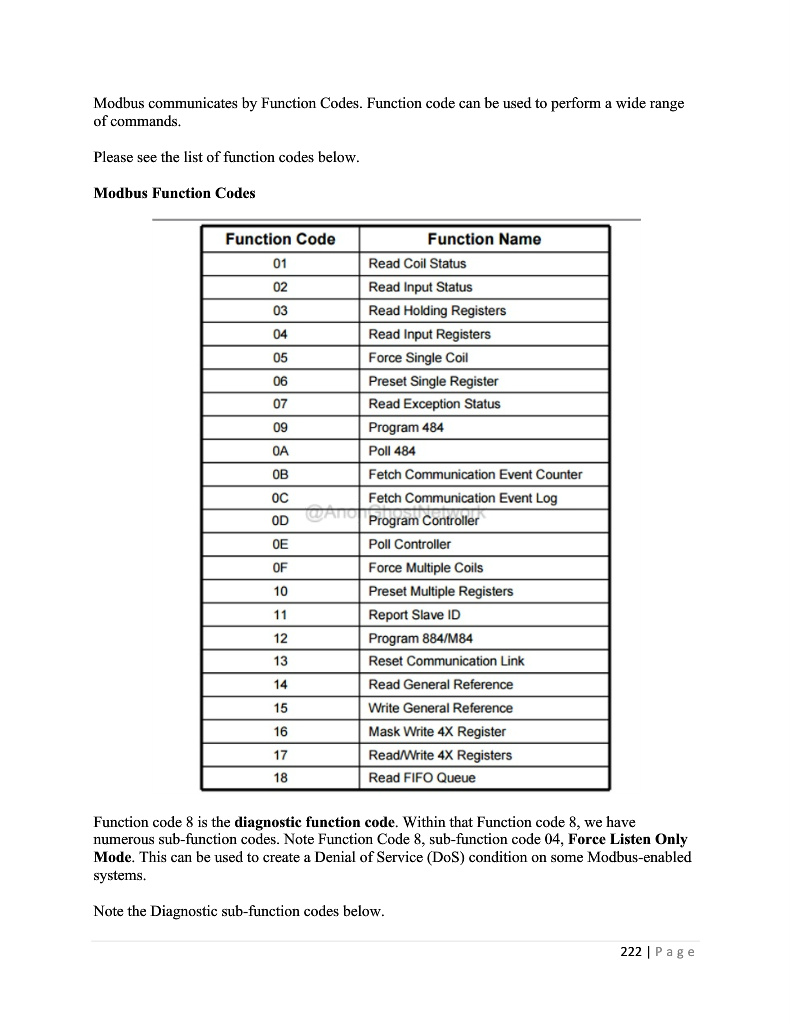 Modbus communicates by Function Codes. Function code can be used to perform a wide range
of commands.
Please see the list of function codes below.
Modbus Function Codes
Function Code Function Name
01 Read Coil Status
02 Read Input Status
03 Read Holding Registers
04 Read Input Registers
05 Force Single Coil
06 Preset Single Register
07 Read Exception Status
09 Program 484
0A Poll 484
0B Fetch Communication Event Counter
0C Fetch Communication Event Log
@AnonGhostNetwork
0D Program Controller
0E Poll Controller
0F Force Multiple Coils
10 Preset Multiple Registers
11 Report Slave ID
12 Program 884/M84
13 Reset Communication Link
14 Read General Reference
15 Write General Reference
16 Mask Write 4X Register
17 Read/Write 4X Registers
18 Read FIFO Queue
Function code 8 is the diagnostic function code. Within that Function code 8, we have
numerous sub-function codes. Note Function Code 8, sub-function code 04, Force Listen Only
Mode. This can be used to create a Denial of Service (DoS) condition on some Modbus-enabled
systems.
Note the Diagnostic sub-function codes below.
222 | Page